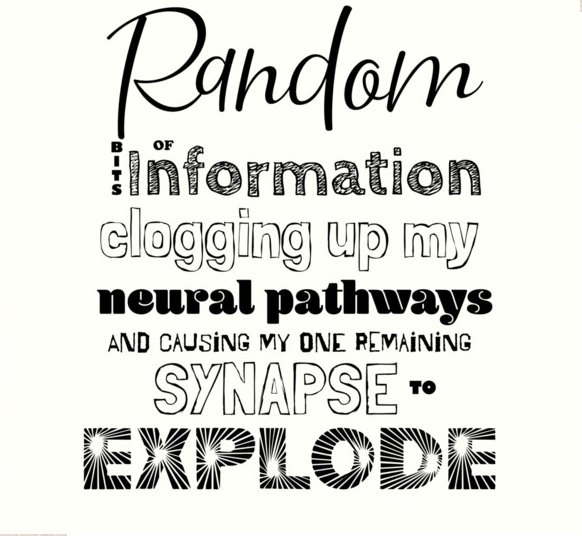 Random
BITS OF Information
clogging up my
neural pathways
AND CAUSING MY ONE REMAINING
SYNAPSE TO
EXPLODE